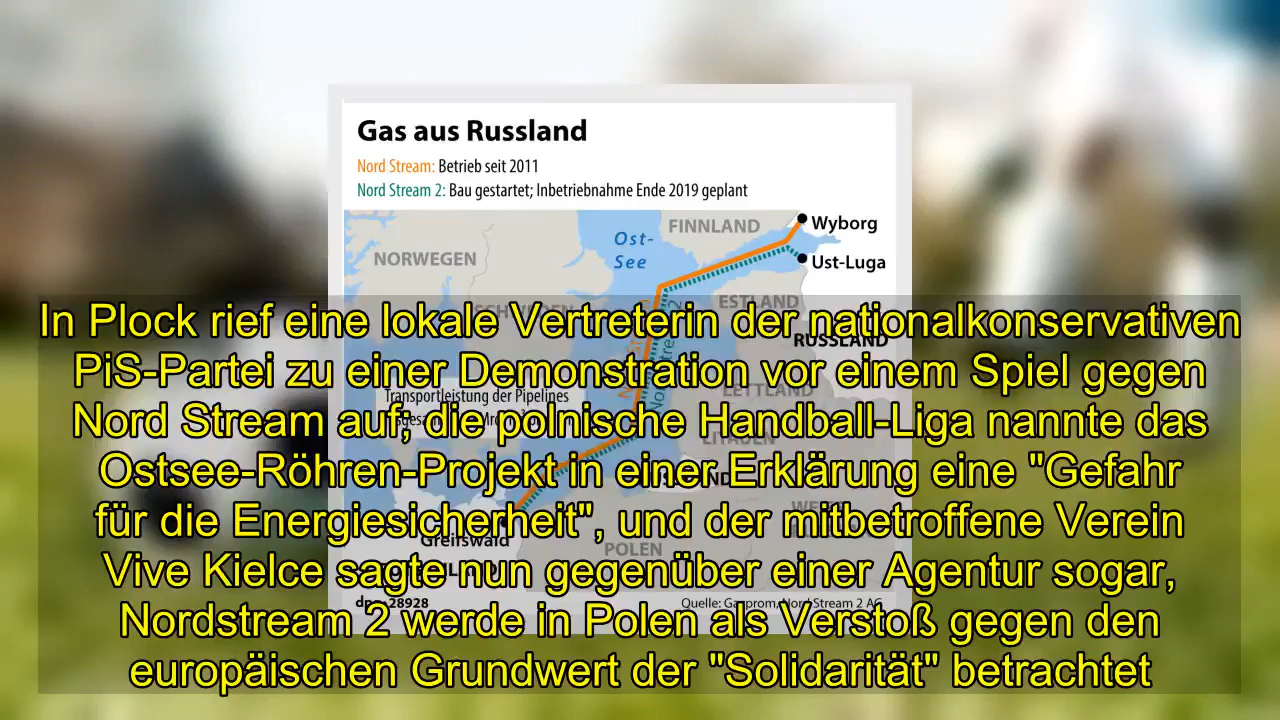 Gas aus Russland
Nord Stream: Betrieb seit 2011
Nord Stream 2: Bau gestartet; Inbetriebnahme Ende 2019 geplant
FINNLAND
Wyborg
Ost-
See
NORWEGEN
Ust-Luga
ESTLAND
In Plock rief eine lokale Vertreterin der nationalkonservativen
RUSSLAND
PiS-Partei zu einer Demonstration vor einem Spiel gegen
LETTLAND
Transportleistung der Pipelines
Nord Stream auf; die polnische Handball-Liga nannte das
LITAUEN
Ostsee-Röhren-Projekt in einer Erklärung eine "Gefahr
für die Energiesicherheit", und der mitbetroffene Verein
Greifswald
POLEN
Vive Kielce sagte nun gegenüber einer Agentur sogar,
28928
Quelle: Gazprom, Nord Stream 2 AG
Nordstream 2 werde in Polen als Verstoß gegen den
europäischen Grundwert der "Solidarität" betrachtet